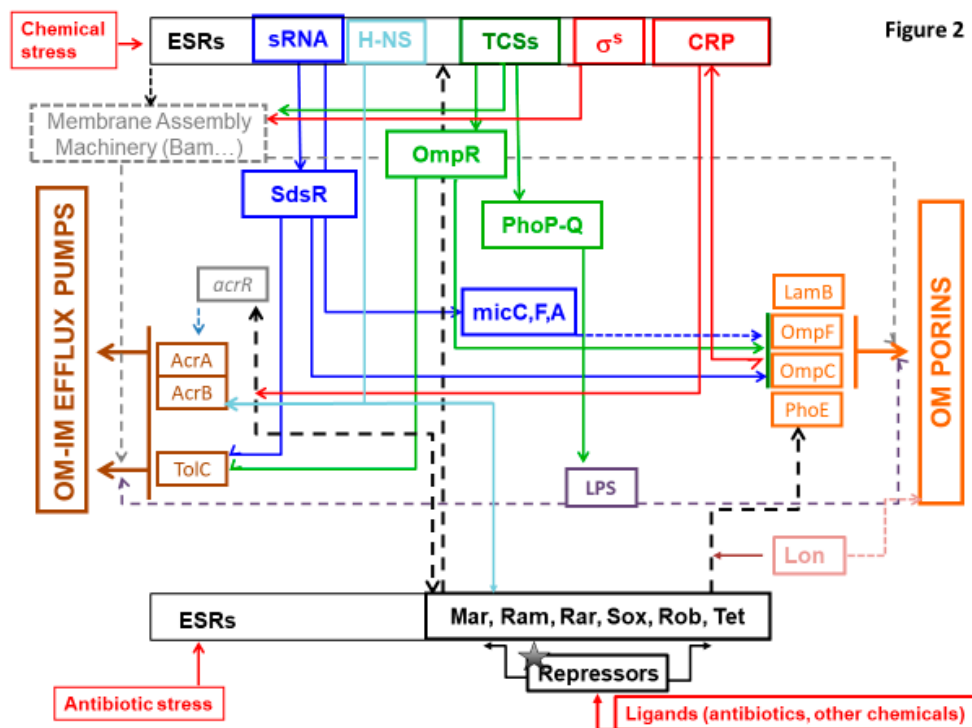 Figure 2
Chemical
stress
ESRs
sRNA
H-NS
TCSs
σˢ
CRP
Membrane Assembly
Machinery (Bam...)
OmpR
SdsR
PhoP-Q
acrR
micC,F,A
LamB
OmpF
OmpC
PhoE
AcrA
AcrB
TolC
OM-IM EFFLUX PUMPS
OM PORINS
LPS
Lon
ESRs
Mar, Ram, Rar, Sox, Rob, Tet
Repressors
Antibiotic stress
Ligands (antibiotics, other chemicals)